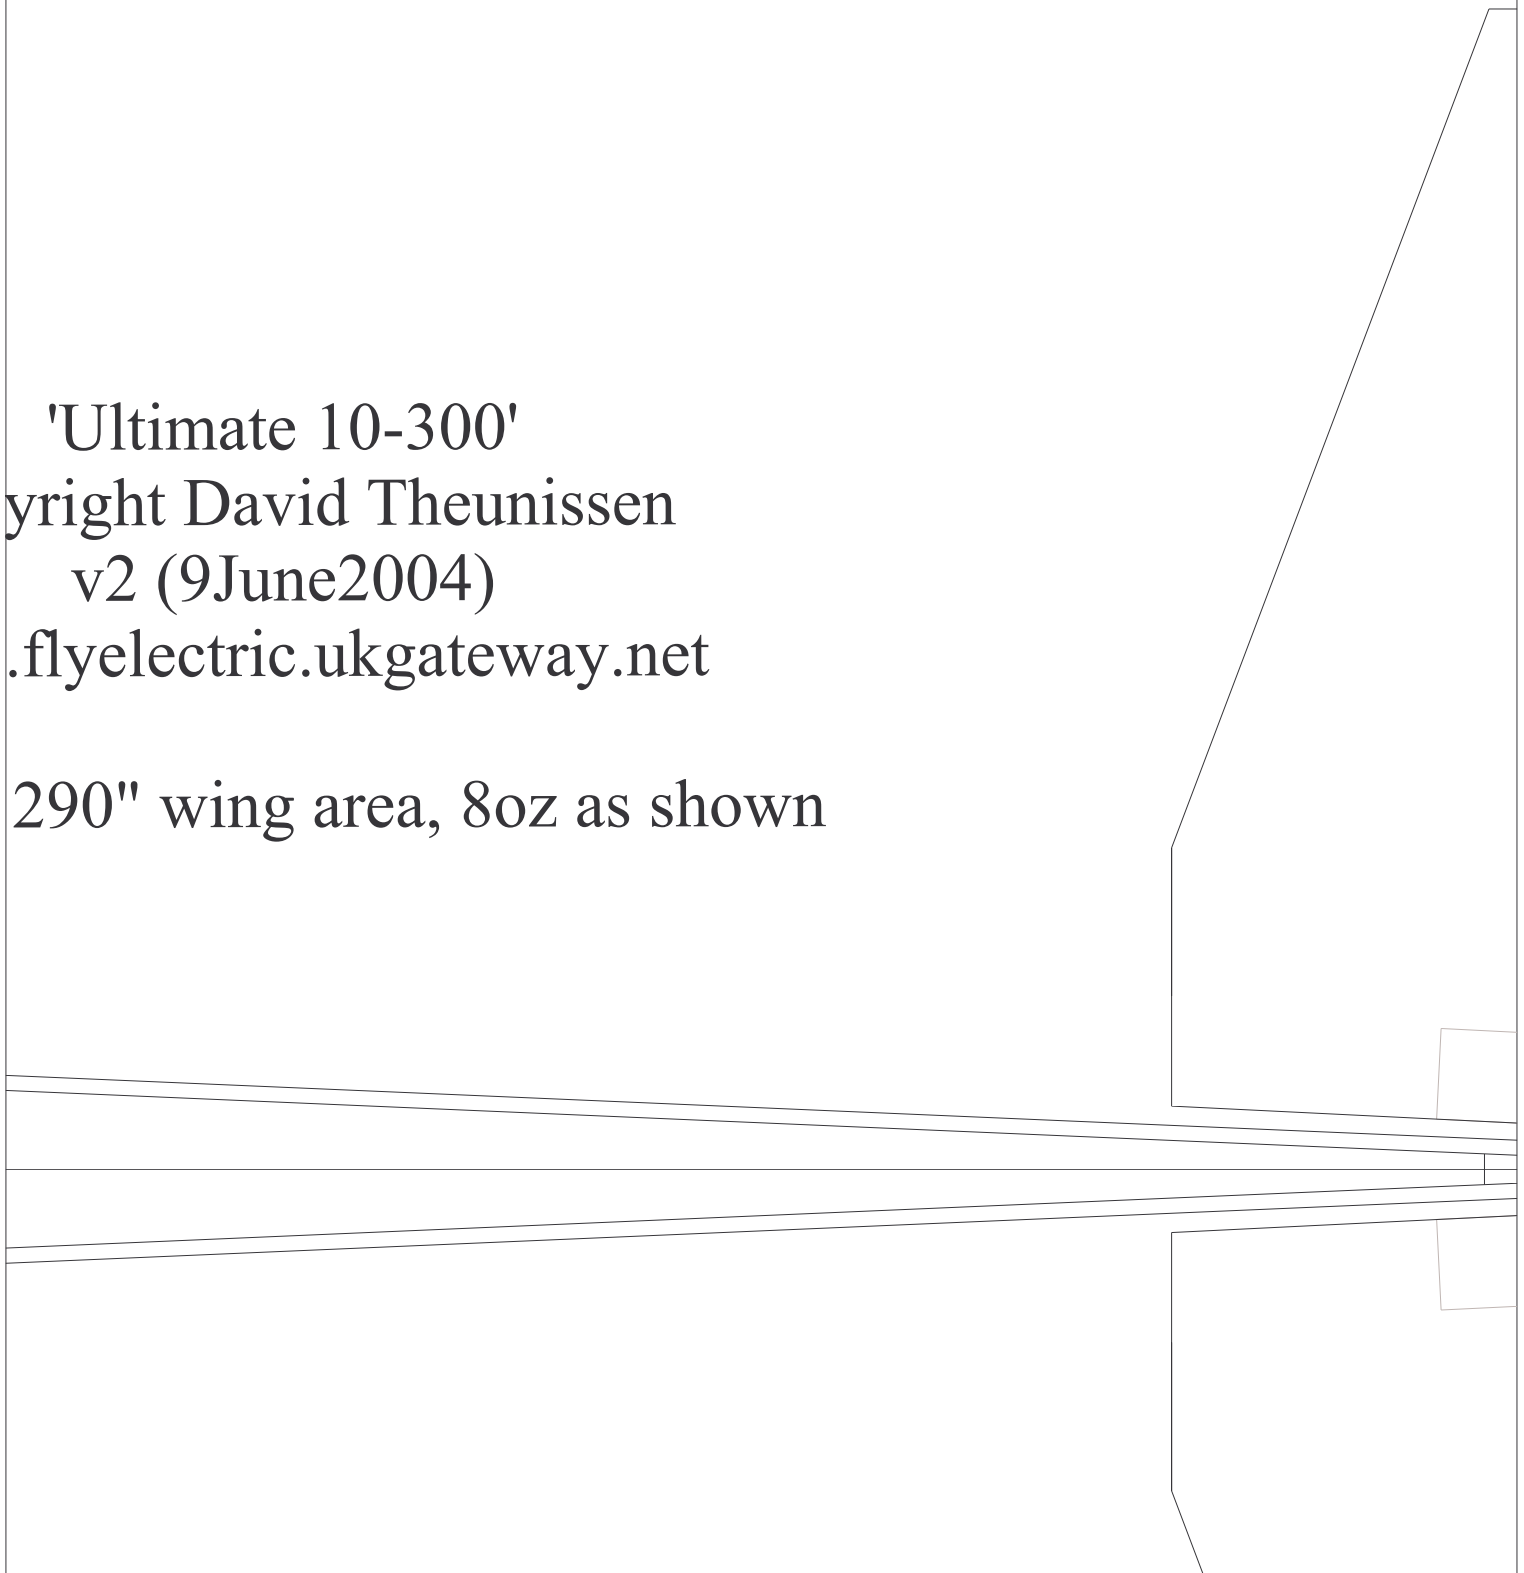 'Ultimate 10-300'
yright David Theunissen
v2 (9June2004)
.flyelectric.ukgateway.net
290" wing area, 8oz as shown